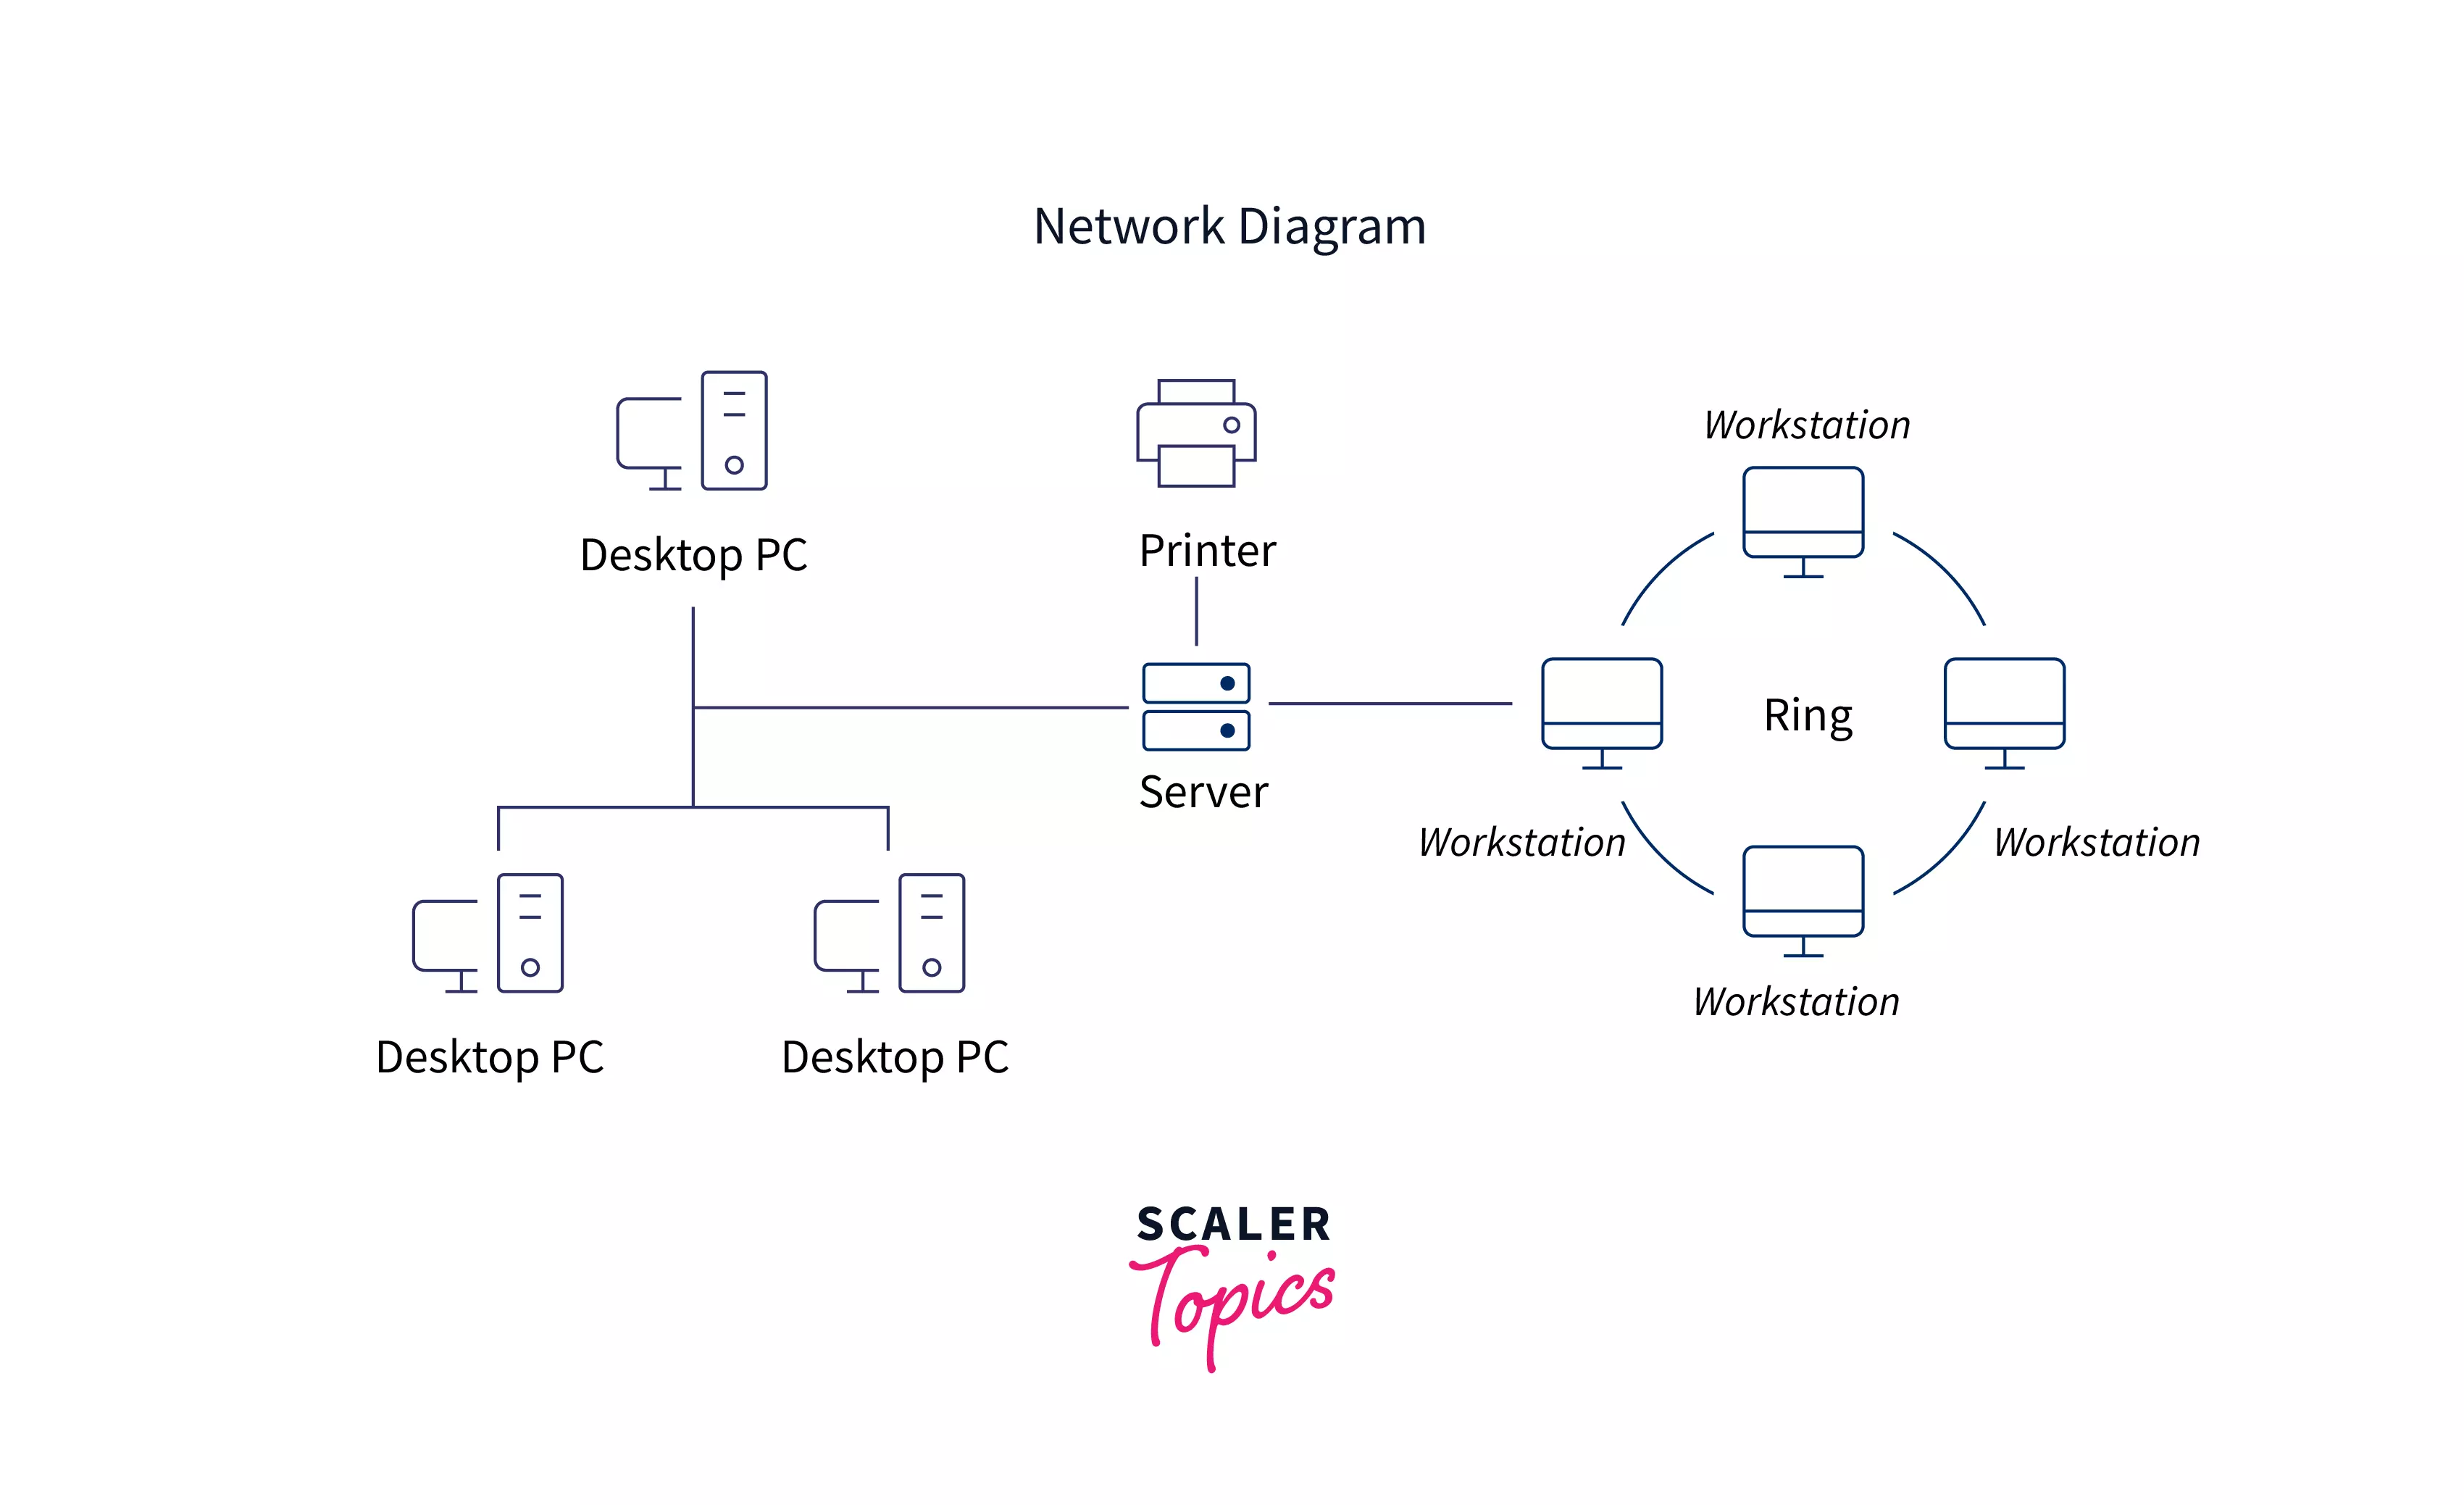 Network Diagram
Desktop PC
Printer
Workstation
Ring
Server
Workstation
Workstation
Workstation
Desktop PC
Desktop PC
SCALER
Topics